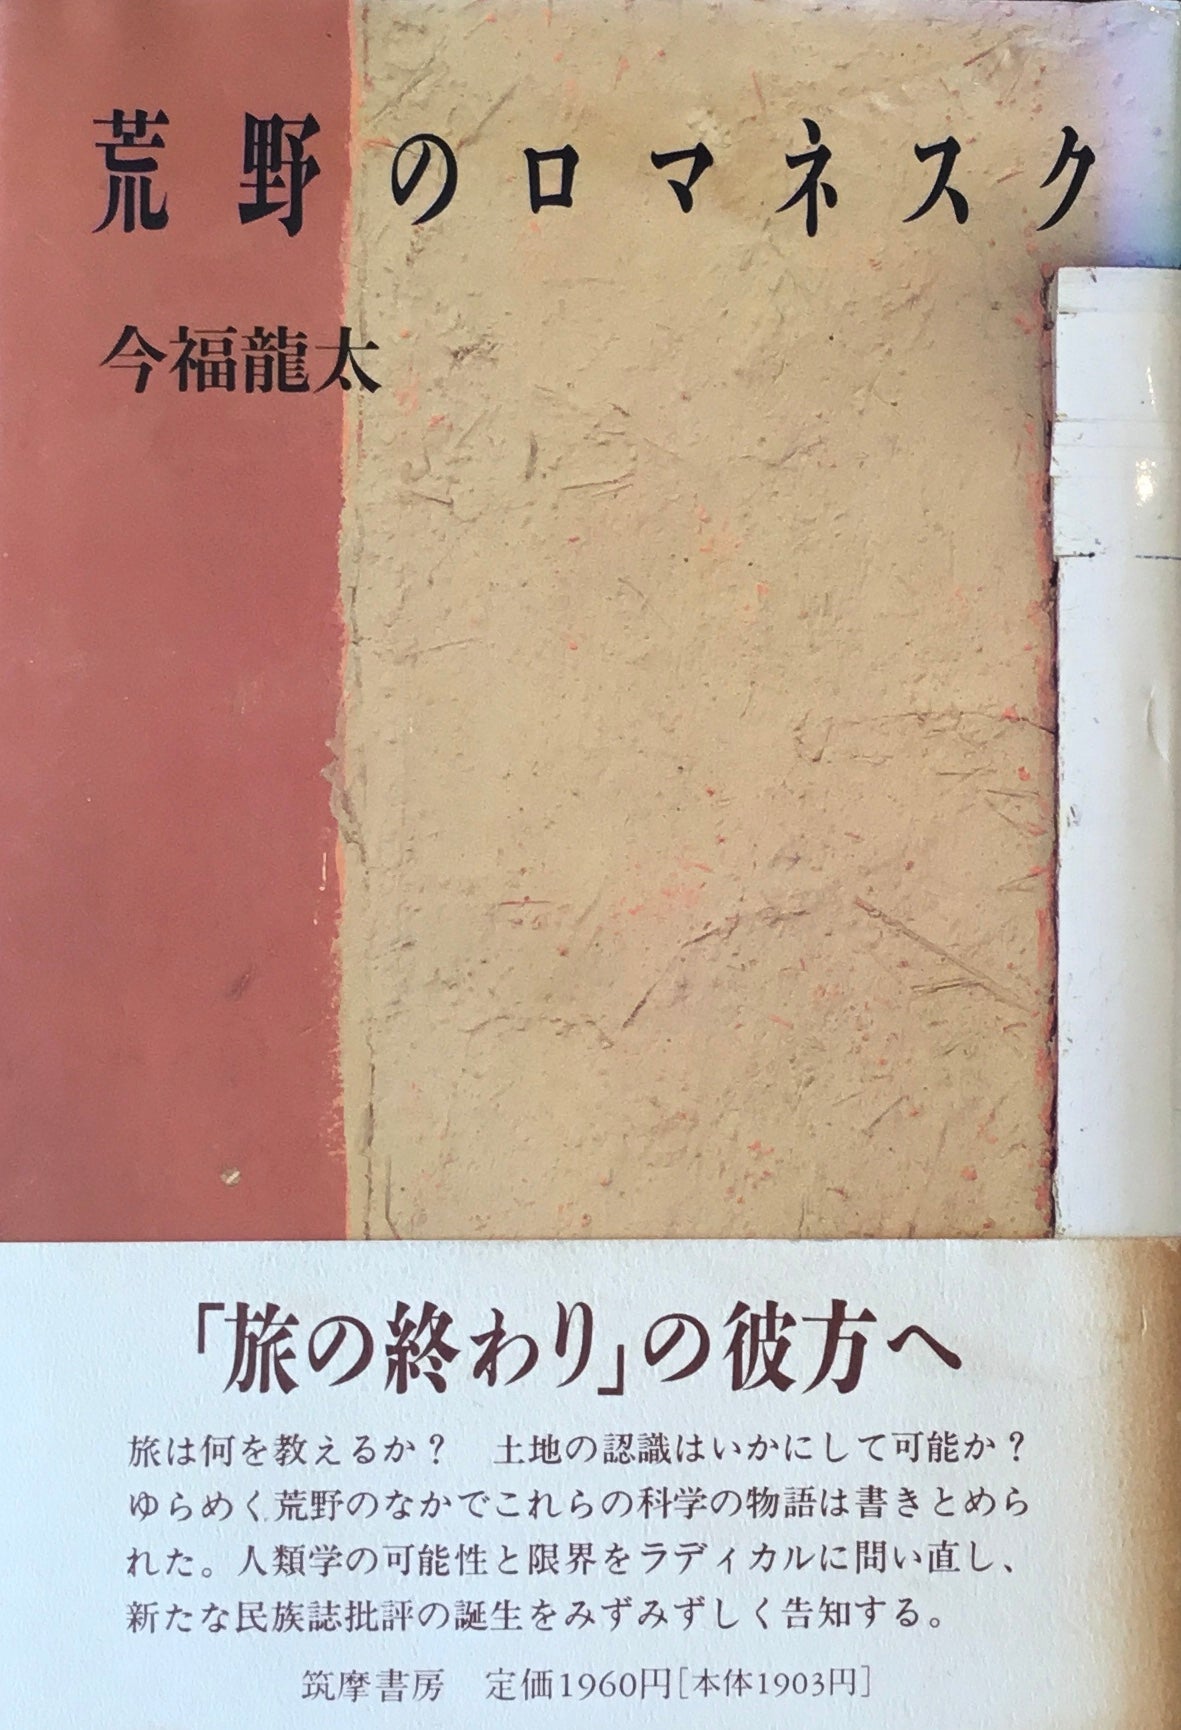 荒野のロマネスク
今福龍太
「旅の終わり」の彼方へ
旅は何を教えるか？　土地の認識はいかにして可能か？
ゆらめく荒野のなかでこれらの科学の物語は書きとめら
れた。人類学の可能性と限界をラディカルに問い直し、
新たな民族誌批評の誕生をみずみずしく告知する。
筑摩書房　定価1960円[本体1903円]